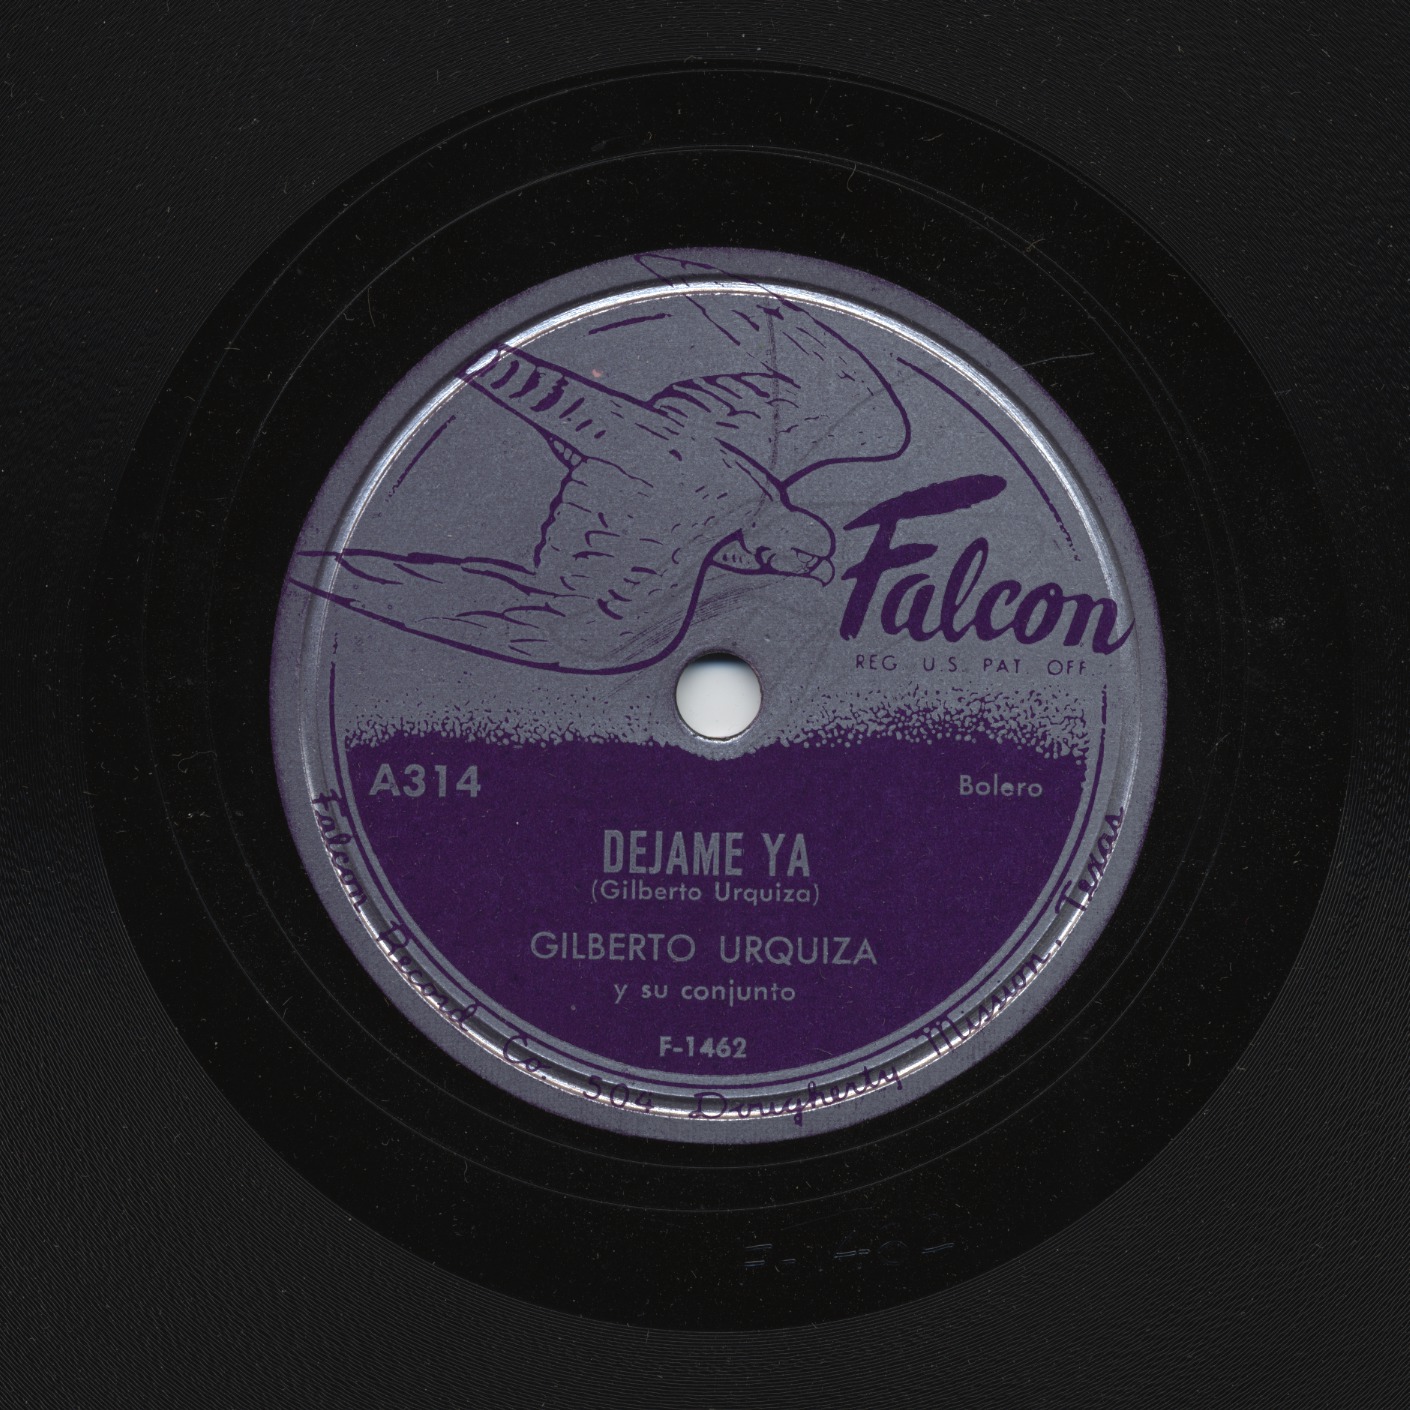 Falcon
REG. U.S. PAT. OFF.
A314
Bolero
DEJAME YA
(Gilberto Urquiza)
GILBERTO URQUIZA
y su conjunto
F-1462
Falcon Record Co. 504 Dougherty Mission, Texas